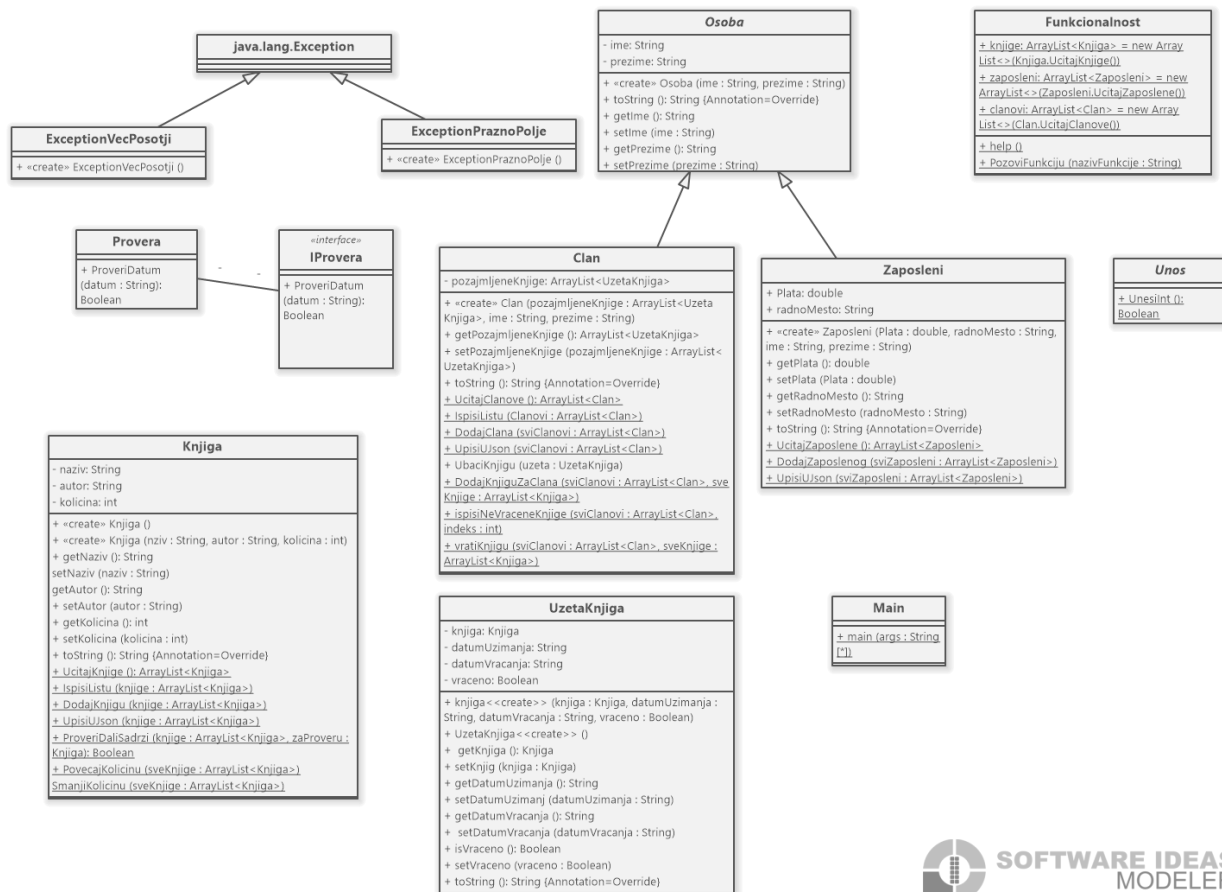 java.lang.Exception
ExceptionVecPosotji
+ «create» ExceptionVecPosotji ()
ExceptionPraznoPolje
+ «create» ExceptionPraznoPolje ()
Osoba
- ime: String
- prezime: String
+ «create» Osoba (ime : String, prezime : String)
+ toString (): String {Annotation=Override}
+ getIme (): String
+ setIme (ime : String)
+ getPrezime (): String
+ setPrezime (prezime : String)
Funkcionalnost
+ knjige: ArrayList<Knjiga> = new Array
List<>(Knjiga.UcitajKnjige())
+ zaposleni: ArrayList<Zaposleni> = new
ArrayList<>(Zaposleni.UcitajZaposlene())
+ clanovi: ArrayList<Clan> = new Array
List<>(Clan.UcitajClanove())
+ help ()
+ PozoviFunkciju (nazivFunkcije : String)
Provera
+ ProveriDatum
(datum : String):
Boolean
- -
«interface»
IProvera
+ ProveriDatum
(datum : String):
Boolean
Clan
- pozajmljeneKnjige: ArrayList<UzetaKnjiga>
+ «create» Clan (pozajmljeneKnjige : ArrayList<Uzeta
Knjiga>, ime : String, prezime : String)
+ getPozajmljeneKnjige (): ArrayList<UzetaKnjiga>
+ setPozajmljeneKnjige (pozajmljeneKnjige : ArrayList<
UzetaKnjiga>)
+ toString (): String {Annotation=Override}
+ UcitajClanove (): ArrayList<Clan>
+ IspisiListu (Clanovi : ArrayList<Clan>)
+ DodajClana (sviClanovi : ArrayList<Clan>)
+ UpisiUJson (sviClanovi : ArrayList<Clan>)
+ UbaciKnjigu (uzeta : UzetaKnjiga)
+ DodajKnjiguZaClana (sviClanovi : ArrayList<Clan>, sve
Knjige : ArrayList<Knjiga>)
+ ispisiNeVraceneKnjige (sviClanovi : ArrayList<Clan>,
indeks : int)
+ vratiKnjigu (sviClanovi : ArrayList<Clan>, sveKnjige :
ArrayList<Knjiga>)
Zaposleni
+ Plata: double
+ radnoMesto: String
+ «create» Zaposleni (Plata : double, radnoMesto : String,
ime : String, prezime : String)
+ getPlata (): double
+ setPlata (Plata : double)
+ getRadnoMesto (): String
+ setRadnoMesto (radnoMesto : String)
+ toString (): String {Annotation=Override}
+ UcitajZaposlene (): ArrayList<Zaposleni>
+ DodajZaposlenog (sviZaposleni : ArrayList<Zaposleni>)
+ UpisiUJson (sviZaposleni : ArrayList<Zaposleni>)
Unos
+ UnesiInt ():
Boolean
Knjiga
- naziv: String
- autor: String
- kolicina: int
+ «create» Knjiga ()
+ «create» Knjiga (nziv : String, autor : String, kolicina : int)
+ getNaziv (): String
setNaziv (naziv : String)
getAutor (): String
+ setAutor (autor : String)
+ getKolicina (): int
+ setKolicina (kolicina : int)
+ toString (): String {Annotation=Override}
+ UcitajKnjige (): ArrayList<Knjiga>
+ IspisiListu (knjige : ArrayList<Knjiga>)
+ DodajKnjigu (knjige : ArrayList<Knjiga>)
+ UpisiUJson (knjige : ArrayList<Knjiga>)
+ ProveriDaliSadrzi (knjige : ArrayList<Knjiga>, zaProveru :
Knjiga): Boolean
+ PovecajKolicinu (sveKnjige : ArrayList<Knjiga>)
SmanjiKolicinu (sveKnjige : ArrayList<Knjiga>)
UzetaKnjiga
- knjiga: Knjiga
- datumUzimanja: String
- datumVracanja: String
- vraceno: Boolean
+ knjiga<<create>> (knjiga : Knjiga, datumUzimanja :
String, datumVracanja : String, vraceno : Boolean)
+ UzetaKnjiga<<create>> ()
+ getKnjiga (): Knjiga
+ setKnjig (knjiga : Knjiga)
+ getDatumUzimanja (): String
+ setDatumUzimanj (datumUzimanja : String)
+ getDatumVracanja (): String
+ setDatumVracanja (datumVracanja : String)
+ isVraceno (): Boolean
+ setVraceno (vraceno : Boolean)
+ toString (): String {Annotation=Override}
Main
+ main (args : String
[*])
SOFTWARE IDEAS
MODELER